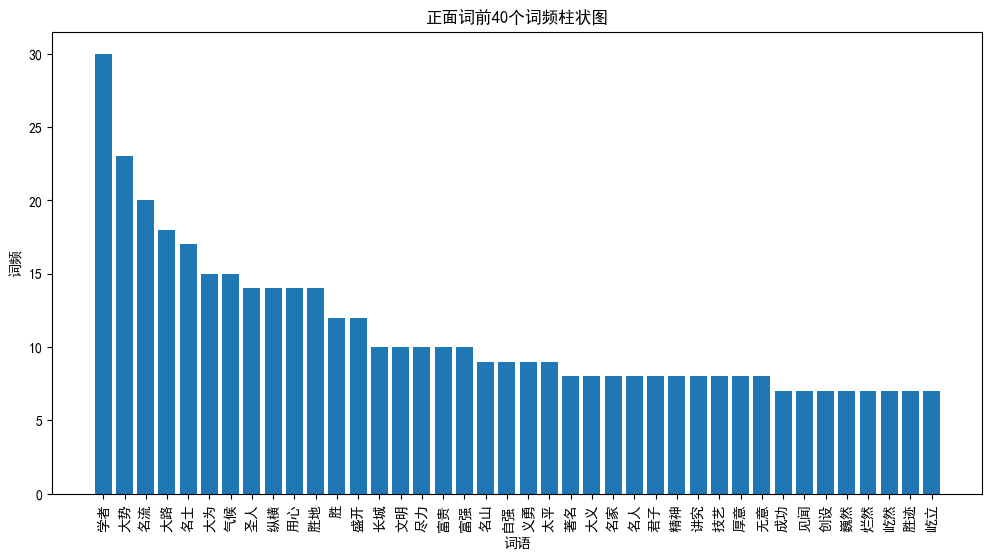 正面词前40个词频柱状图
词频
30
25
20
15
10
5
0
学者
大势
名流
大路
名士
大为
气候
圣人
纵横
用心
胜地
胜
盛开
长城
文明
尽力
富贵
富强
名山
自强
义勇
太平
著名
大义
名家
名人
君子
精神
讲究
技艺
厚意
无意
成功
见闻
创设
巍然
烂然
屹然
胜迹
屹立
词语